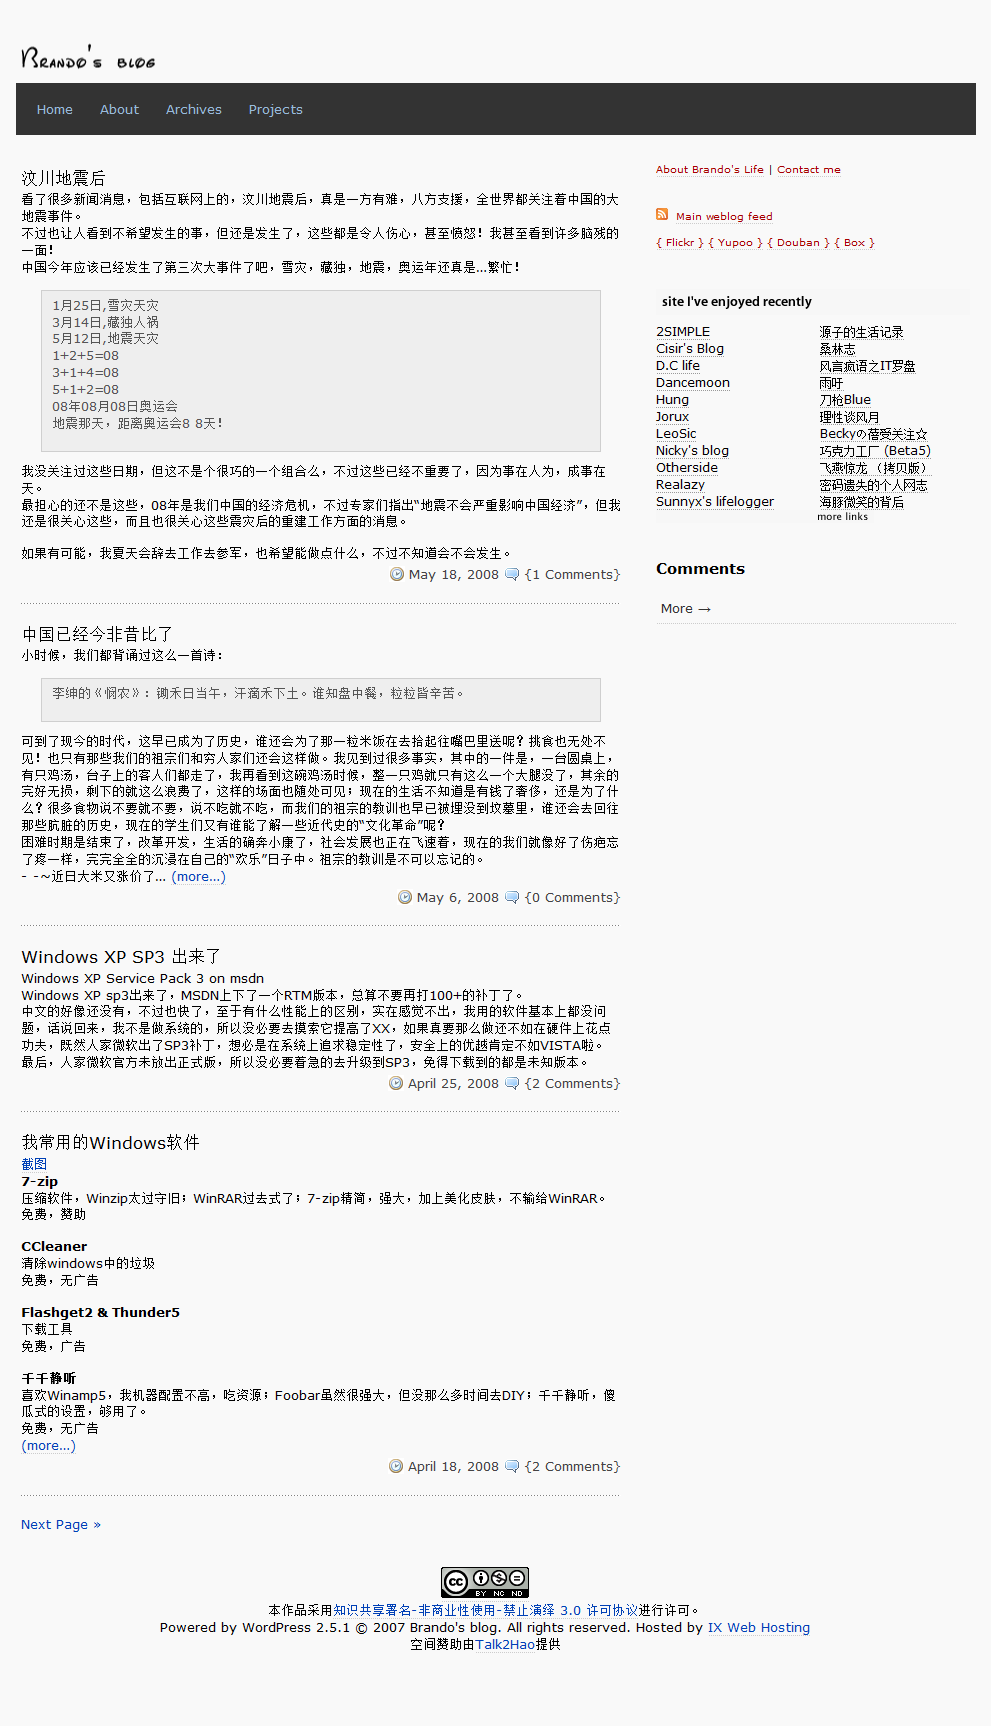 Brando's blog
Home About Archives Projects
汶川地震后
看了很多新闻消息，包括互联网上的，汶川地震后，真是一方有难，八方支援，全世界都关注着中国的大
地震事件。
不过也让人看到不希望发生的事，但还是发生了，这些都是令人伤心，甚至愤怒！我甚至看到许多脑残的
一面！
中国今年应该已经发生了第三次大事件了吧，雪灾，藏独，地震，奥运年还真是...繁忙！
1月25日,雪灾天灾
3月14日,藏独人祸
5月12日,地震天灾
1+2+5=08
3+1+4=08
5+1+2=08
08年08月08日奥运会
地震那天，距离奥运会8 8天！
我没关注过这些日期，但这不是个很巧的一个组合么，不过这些已经不重要了，因为事在人为，成事在
天。
最担心的还不是这些，08年是我们中国的经济危机，不过专家们指出“地震不会严重影响中国经济”，但我
还是很关心这些，而且也很关心这些震灾后的重建工作方面的消息。
如果有可能，我夏天会辞去工作去参军，也希望能做点什么，不过不知道会不会发生。
May 18, 2008 {1 Comments}
中国已经今非昔比了
小时候，我们都背诵过这么一首诗：
李绅的《悯农》：锄禾日当午，汗滴禾下土。谁知盘中餐，粒粒皆辛苦。
可到了现今的时代，这早已成为了历史，谁还会为了那一粒米饭在去拾起往嘴巴里送呢？挑食也无处不
见！也只有那些我们的祖宗们和穷人家们还会这样做。我见到过很多事实，其中的一件是，一台圆桌上，
有只鸡汤，台子上的客人们都走了，我再看到这碗鸡汤时候，整一只鸡就只有这么一个大腿没了，其余的
完好无损，剩下的就这么浪费了，这样的场面也随处可见；现在的生活不知道是有钱了奢侈，还是为了什
么？很多食物说不要就不要，说不吃就不吃，而我们的祖宗的教训也早已被埋没到坟墓里，谁还会去回往
那些肮脏的历史，现在的学生们又有谁能了解一些近代史的“文化革命”呢？
困难时期是结束了，改革开发，生活的确奔小康了，社会发展也正在飞速着，现在的我们就像好了伤疤忘
了疼一样，完完全全的沉浸在自己的“欢乐”日子中。祖宗的教训是不可以忘记的。
- -~近日大米又涨价了... (more...)
May 6, 2008 {0 Comments}
Windows XP SP3 出来了
Windows XP Service Pack 3 on msdn
Windows XP sp3出来了，MSDN上下了一个RTM版本，总算不要再打100+的补丁了。
中文的好像还没有，不过也快了，至于有什么性能上的区别，实在感觉不出，我用的软件基本上都没问
题，话说回来，我不是做系统的，所以没必要去摸索它提高了XX，如果真要那么做还不如在硬件上花点
功夫，既然人家微软出了SP3补丁，想必是在系统上追求稳定性了，安全上的优越肯定不如VISTA啦。
最后，人家微软官方未放出正式版，所以没必要着急的去升级到SP3，免得下载到的都是未知版本。
April 25, 2008 {2 Comments}
我常用的Windows软件
截图
7-zip
压缩软件，Winzip太过守旧；WinRAR过去式了；7-zip精简，强大，加上美化皮肤，不输给WinRAR。
免费，赞助
CCleaner
清除windows中的垃圾
免费，无广告
Flashget2 & Thunder5
下载工具
免费，广告
千千静听
喜欢Winamp5，我机器配置不高，吃资源；Foobar虽然很强大，但没那么多时间去DIY；千千静听，傻
瓜式的设置，够用了。
免费，无广告
(more...)
April 18, 2008 {2 Comments}
Next Page »
About Brando's Life | Contact me
Main weblog feed
{ Flickr } { Yupoo } { Douban } { Box }
site I've enjoyed recently
2SIMPLE 源子的生活记录
Cisir's Blog 桑林志
D.C life 风言疯语之IT罗盘
Dancemoon 雨吁
Hung 刀枪Blue
Jorux 理性谈风月
LeoSic Beckyの蓓受关注☆
Nicky's blog 巧克力工厂 (Beta5)
Otherside 飞燕惊龙 （拷贝版）
Realazy 密码遗失的个人网志
Sunnyx's lifelogger 海豚微笑的背后
more links
Comments
More →
BY NC ND
本作品采用知识共享署名-非商业性使用-禁止演绎 3.0 许可协议进行许可。
Powered by WordPress 2.5.1 © 2007 Brando's blog. All rights reserved. Hosted by IX Web Hosting
空间赞助由Talk2Hao提供